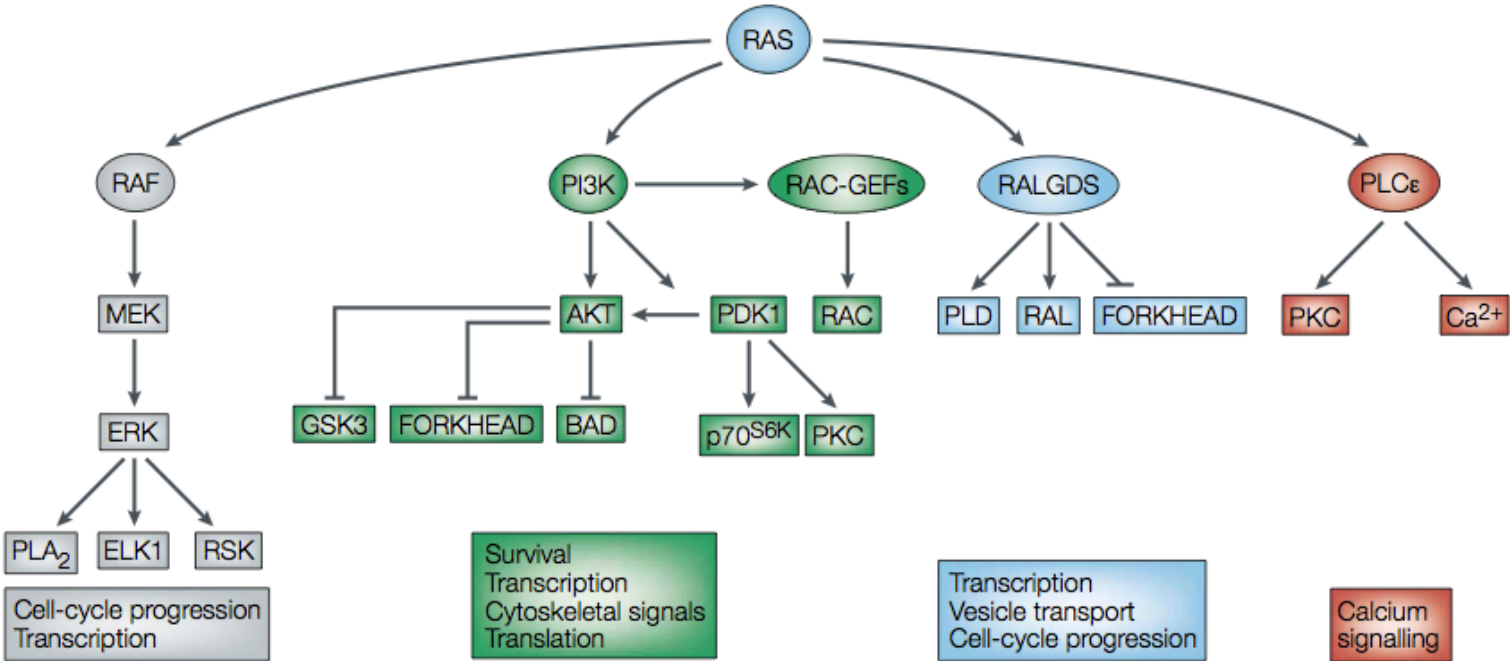 RAS
RAF
PI3K
RAC-GEFs
RALGDS
PLCε
MEK
AKT
PDK1
RAC
PLD
RAL
FORKHEAD
PKC
Ca2+
GSK3
FORKHEAD
BAD
p70S6K
PKC
ERK
PLA2
ELK1
RSK
Cell-cycle progression
Transcription
Survival
Transcription
Cytoskeletal signals
Translation
Transcription
Vesicle transport
Cell-cycle progression
Calcium
signalling